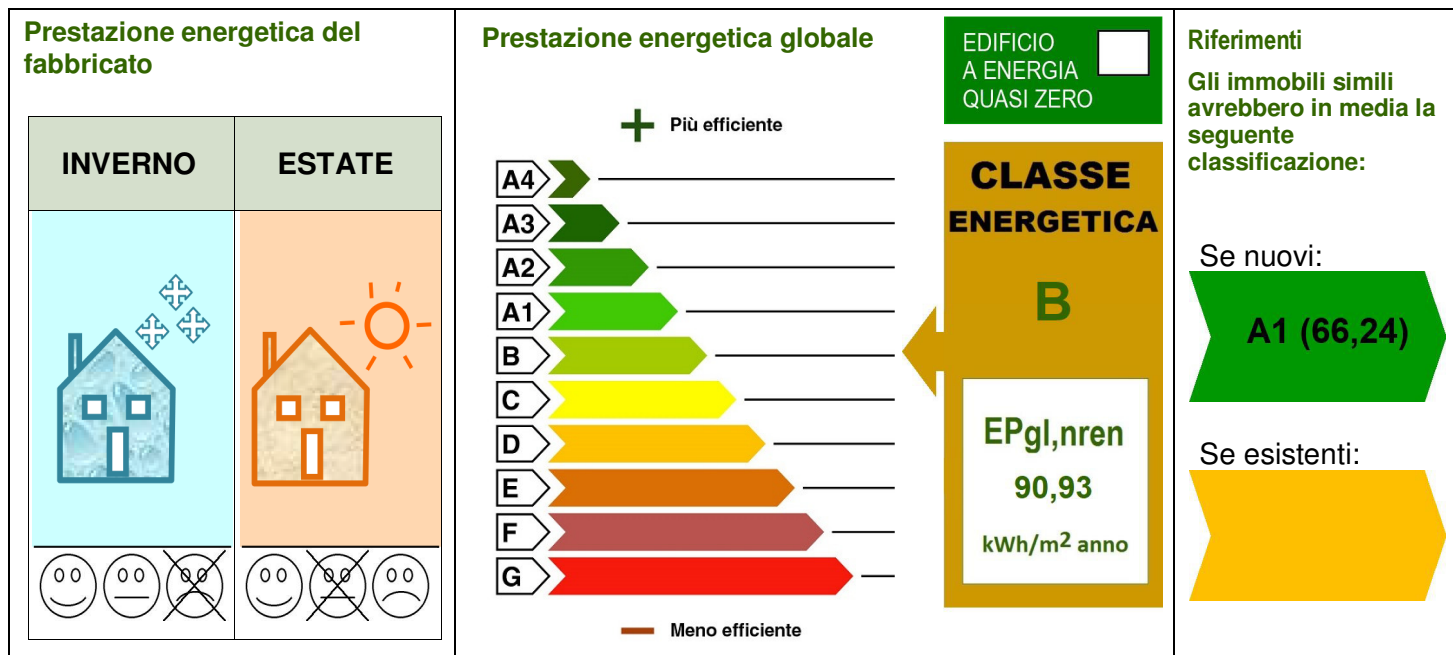 Prestazione energetica del
fabbricato
INVERNO
ESTATE
Prestazione energetica globale
Più efficiente
A4
A3
A2
A1
B
C
D
E
F
G
Meno efficiente
EDIFICIO
A ENERGIA
QUASI ZERO
CLASSE
ENERGETICA
B
EPgl,nren
90,93
kWh/m² anno
Riferimenti
Gli immobili simili
avrebbero in media la
seguente
classificazione:
Se nuovi:
A1 (66,24)
Se esistenti: